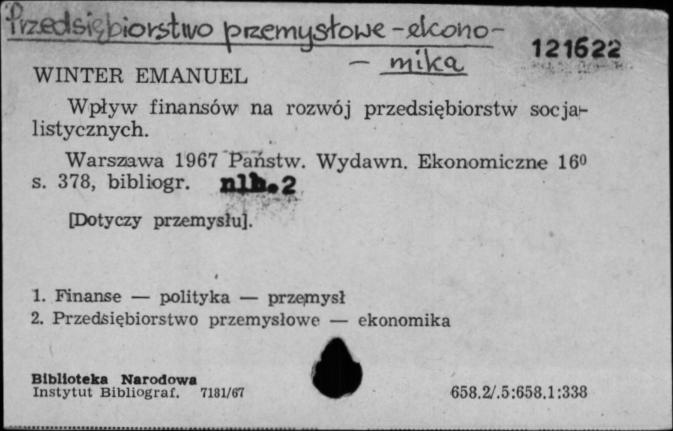 Przedsiębiorstwo przemysłowe - ekono-
- mika
121622
WINTER EMANUEL
Wpływ finansów na rozwój przedsiębiorstw socja-
listycznych.
Warszawa 1967 Państw. Wydawn. Ekonomiczne 16⁰
s. 378, bibliogr. nlb. 2
[Dotyczy przemysłu].
1. Finanse — polityka — przemysł
2. Przedsiębiorstwo przemysłowe — ekonomika
Biblioteka Narodowa
Instytut Bibliograf. 7181/67
658.2/.5:658.1:338